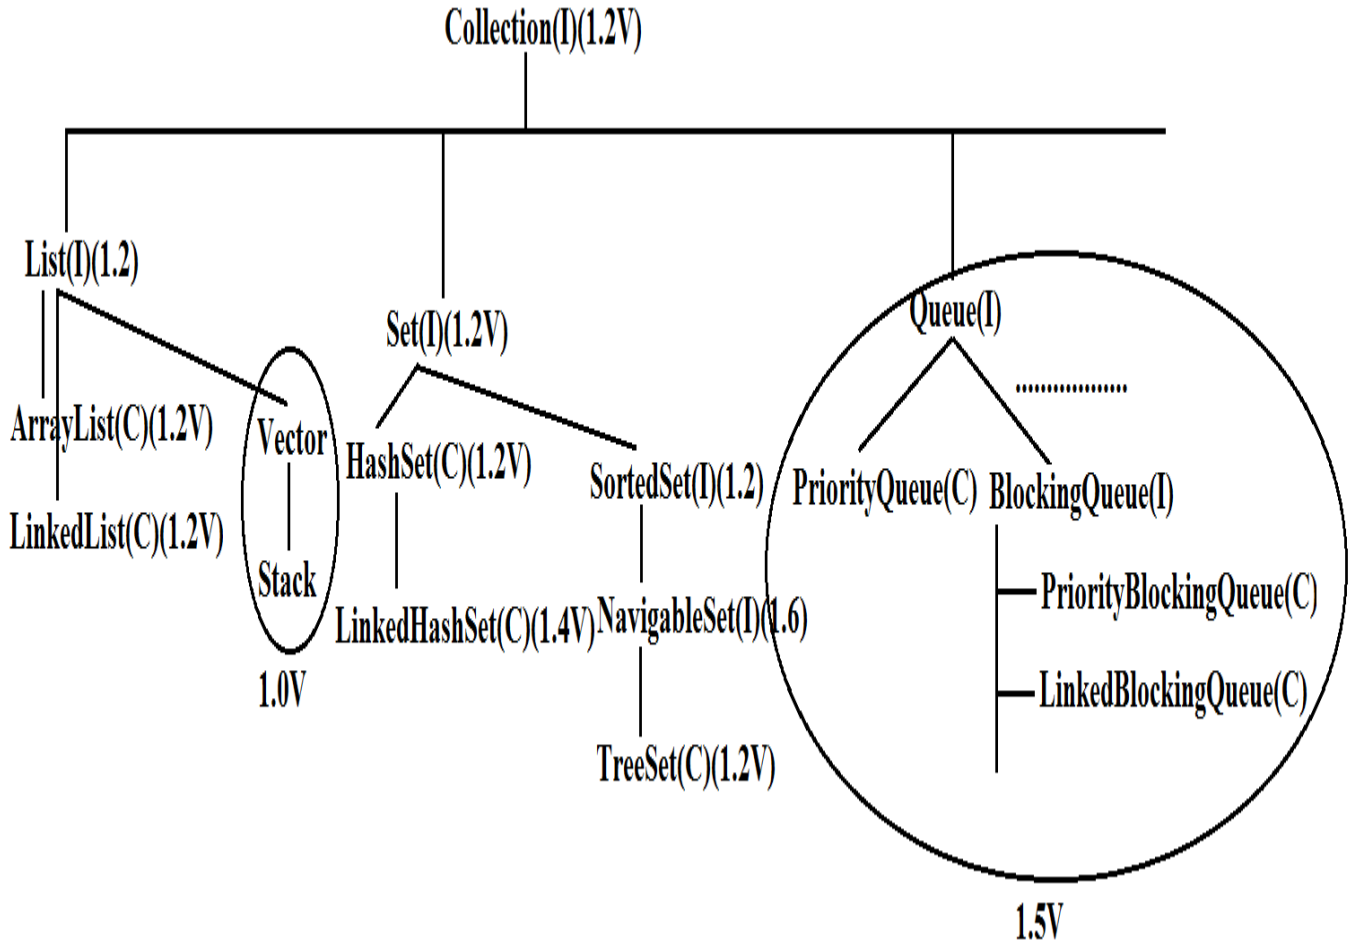 Collection(I)(1.2V)
List(I)(1.2)
ArrayList(C)(1.2V)
LinkedList(C)(1.2V)
Vector
Stack
1.0V
Set(I)(1.2V)
HashSet(C)(1.2V)
LinkedHashSet(C)(1.4V)
SortedSet(I)(1.2)
NavigableSet(I)(1.6)
TreeSet(C)(1.2V)
Queue(I)
..................
PriorityQueue(C)
BlockingQueue(I)
PriorityBlockingQueue(C)
LinkedBlockingQueue(C)
1.5V